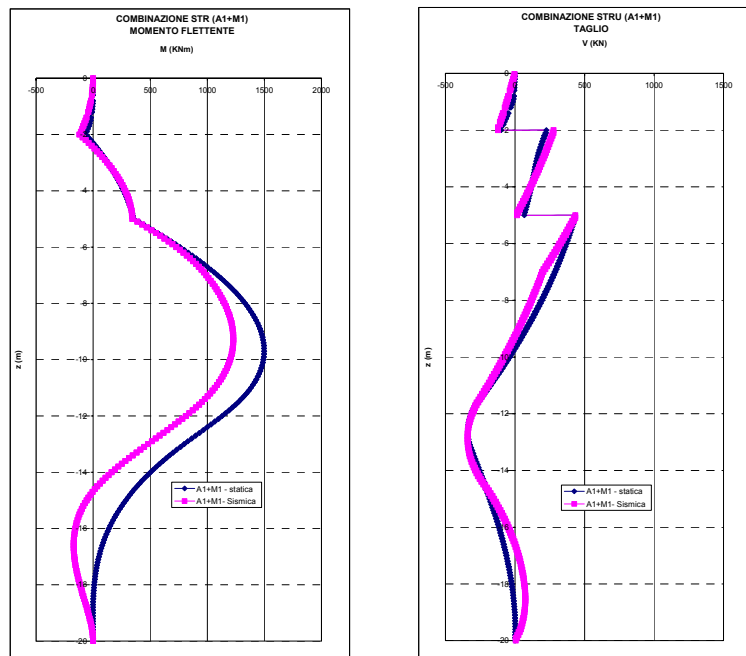 COMBINAZIONE STR (A1+M1)
MOMENTO FLETTENTE
M (KNm)
-500 0 500 1000 1500 2000
0
-2
-4
-6
-8
-10
-12
-14
-16
-18
-20
z (m)
A1+M1 - statica
A1+M1- Sismica
COMBINAZIONE STRU (A1+M1)
TAGLIO
V (KN)
-500 0 500 1000 1500
0
-2
-4
-6
-8
-10
-12
-14
-16
-18
-20
z (m)
A1+M1 - statica
A1+M1- Sismica